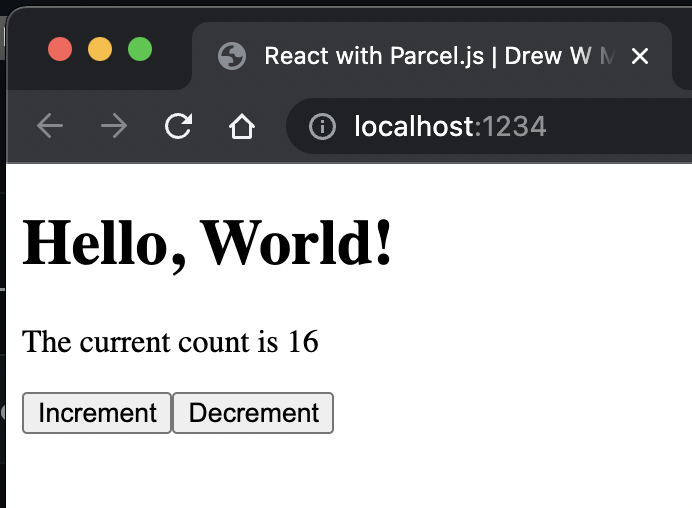 React with Parcel.js | Drew W M
localhost:1234
Hello, World!
The current count is 16
Increment Decrement